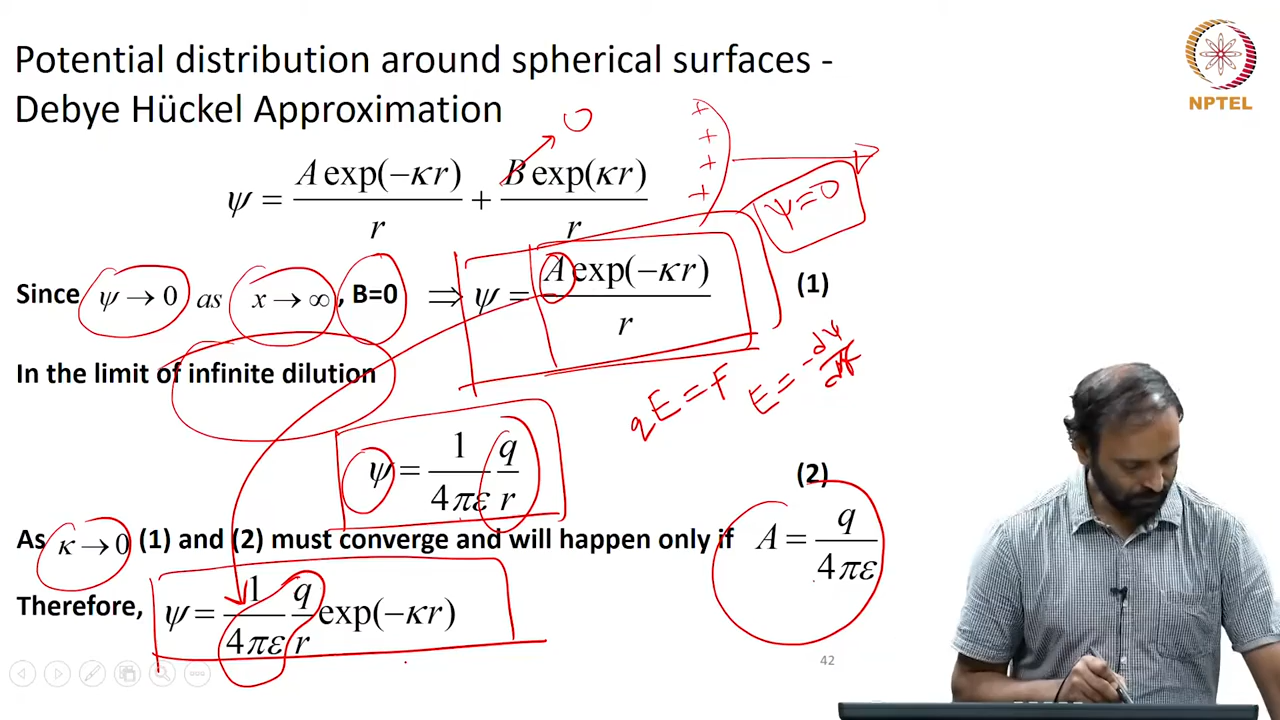 Potential distribution around spherical surfaces -
Debye Hückel Approximation
NPTEL
ψ = A exp(-κr) / r + B exp(κr) / r
0
+
+
+
+
ψ=0
Since ψ → 0 as x → ∞, B=0 ⇒ ψ = A exp(-κr) / r (1)
In the limit of infinite dilution
qE = F
E = -dψ/dr
ψ = 1/4πε q/r (2)
As κ → 0 (1) and (2) must converge and will happen only if A = q/4πε
Therefore, ψ = 1/4πε q/r exp(-κr)
42